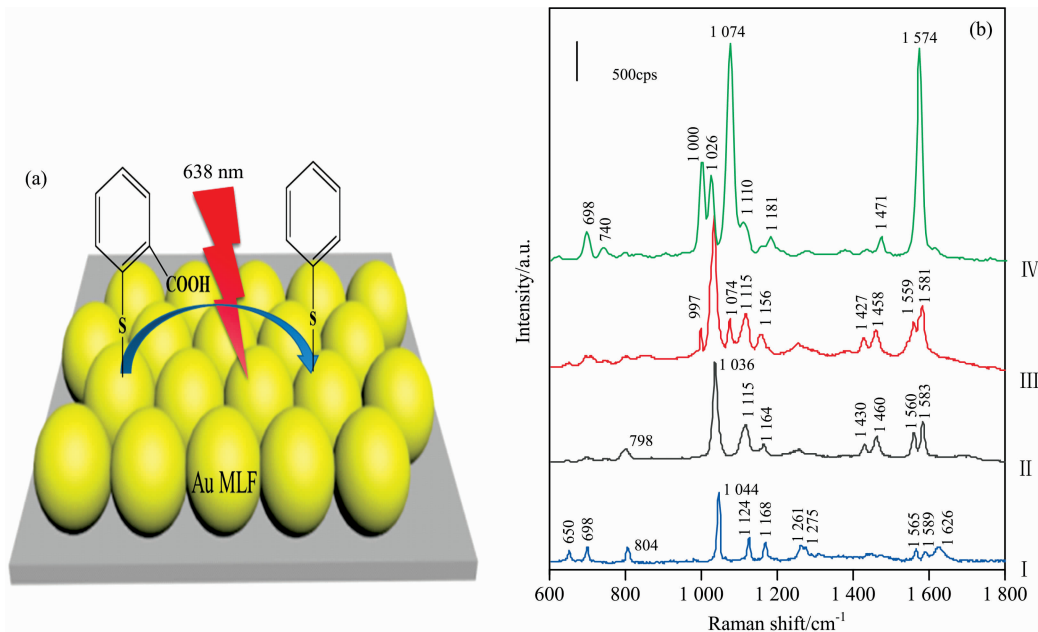 (a)
638 nm
COOH
S
S
Au MLF
(b)
500cps
Intensity/a.u.
698
740
1 000
1 026
1 074
1 110
1 181
1 471
1 574
IV
997
1 074
1 115
1 156
1 427
1 458
1 559
1 581
III
798
1 036
1 115
1 164
1 430
1 460
1 560
1 583
II
650
698
804
1 044
1 124
1 168
1 261
1 275
1 565
1 589
1 626
I
600 800 1 000 1 200 1 400 1 600 1 800
Raman shift/cm-1